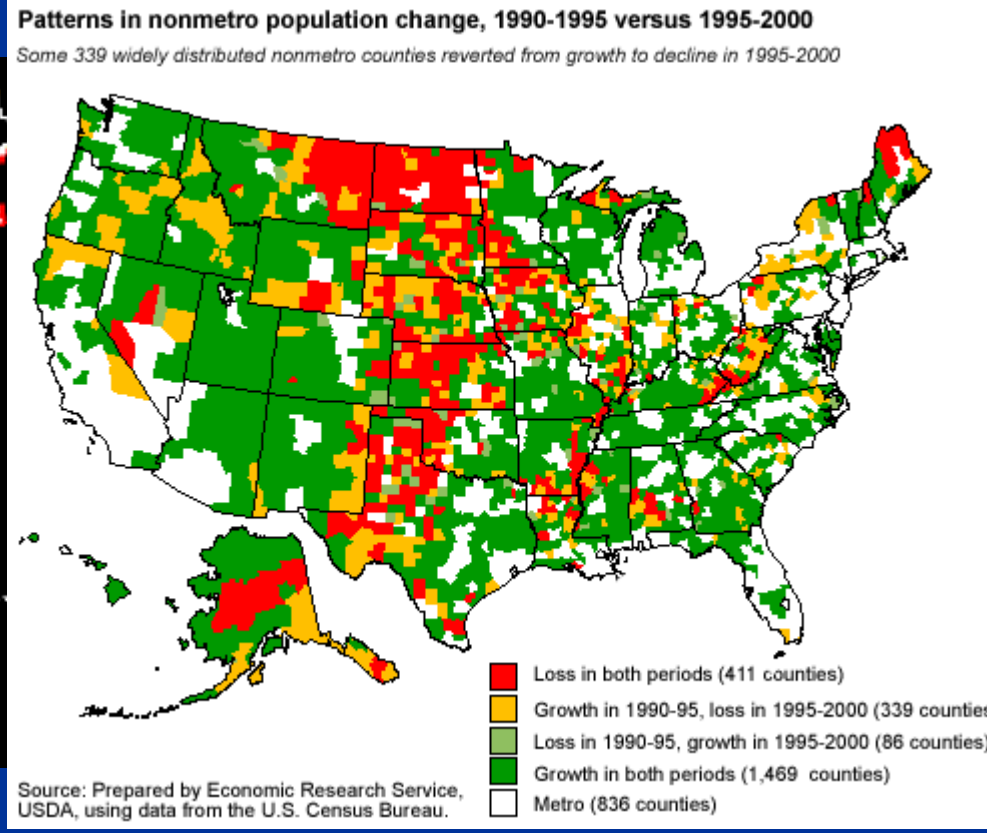 Patterns in nonmetro population change, 1990-1995 versus 1995-2000
Some 339 widely distributed nonmetro counties reverted from growth to decline in 1995-2000
Loss in both periods (411 counties)
Growth in 1990-95, loss in 1995-2000 (339 counties
Loss in 1990-95, growth in 1995-2000 (86 counties)
Growth in both periods (1,469 counties)
Metro (836 counties)
Source: Prepared by Economic Research Service,
USDA, using data from the U.S. Census Bureau.